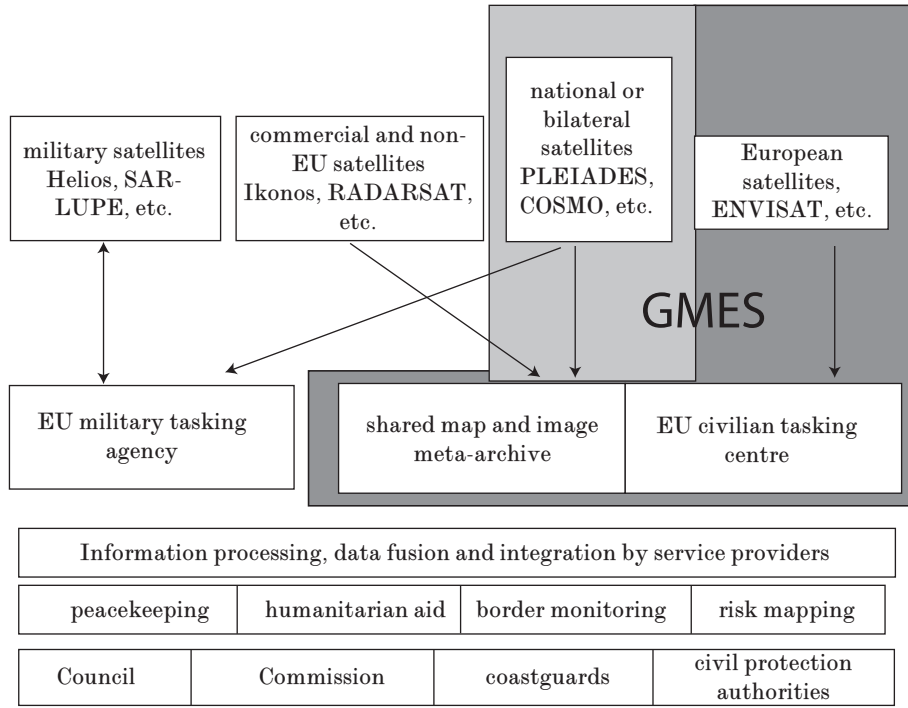 military satellites
Helios, SAR-
LUPE, etc.
commercial and non-
EU satellites
Ikonos, RADARSAT,
etc.
national or
bilateral
satellites
PLEIADES,
COSMO, etc.
European
satellites,
ENVISAT, etc.
GMES
EU military tasking
agency
shared map and image
meta-archive
EU civilian tasking
centre
Information processing, data fusion and integration by service providers
peacekeeping
humanitarian aid
border monitoring
risk mapping
Council
Commission
coastguards
civil protection
authorities